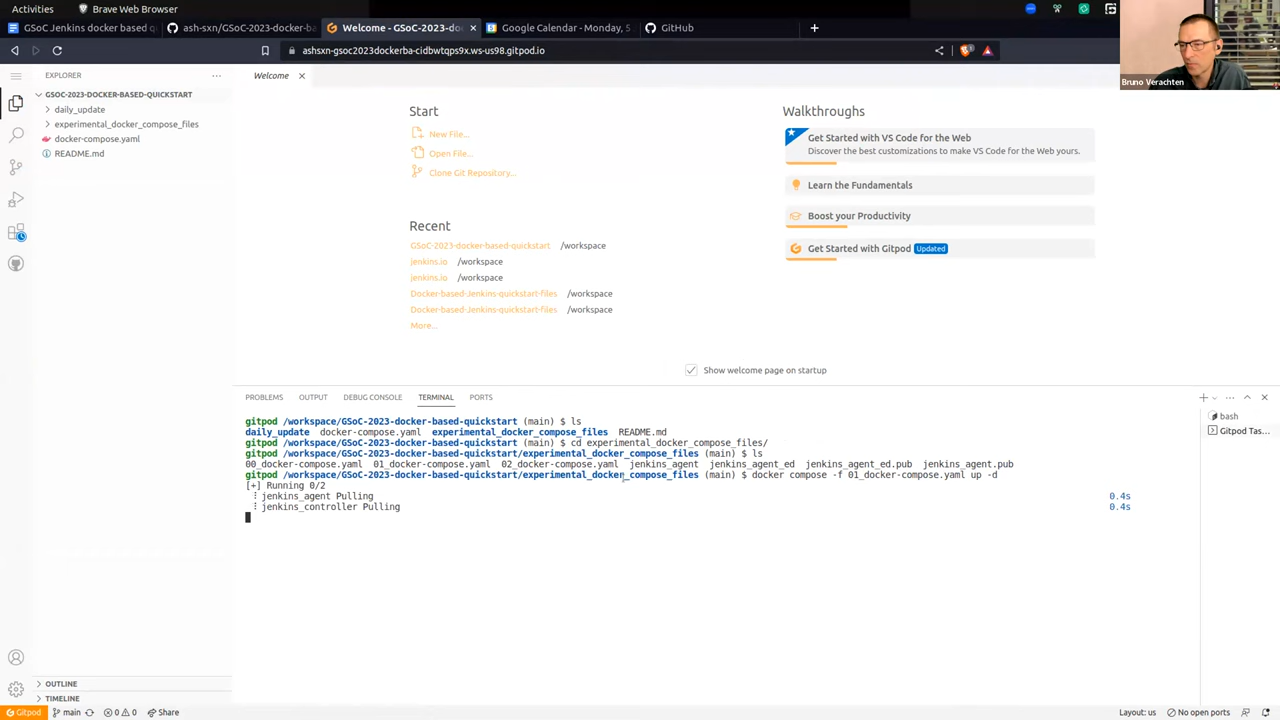 Activities
Brave Web Browser
GSoC Jenkins docker based q
ash-sxn/GSoC-2023-docker-b
Welcome - GSoC-2023-dock
Google Calendar - Monday, 5
GitHub
ashsxn-gsoc2023dockerba-cidbwtqps9x.ws-us98.gitpod.io
Bruno Verachten
EXPLORER
GSOC-2023-DOCKER-BASED-QUICKSTART
daily_update
experimental_docker_compose_files
docker-compose.yaml
README.md
Welcome
Start
New File...
Open File...
Clone Git Repository...
Recent
GSoC-2023-docker-based-quickstart /workspace
jenkins.io /workspace
jenkins.io /workspace
Docker-based-Jenkins-quickstart-files /workspace
Docker-based-Jenkins-quickstart-files /workspace
More...
Walkthroughs
Get Started with VS Code for the Web
Discover the best customizations to make VS Code for the Web yours.
Learn the Fundamentals
Boost your Productivity
Get Started with Gitpod Updated
Show welcome page on startup
PROBLEMS OUTPUT DEBUG CONSOLE TERMINAL PORTS
gitpod /workspace/GSoC-2023-docker-based-quickstart (main) $ ls
daily_update docker-compose.yaml experimental_docker_compose_files README.md
gitpod /workspace/GSoC-2023-docker-based-quickstart (main) $ cd experimental_docker_compose_files/
gitpod /workspace/GSoC-2023-docker-based-quickstart/experimental_docker_compose_files (main) $ ls
00_docker-compose.yaml 01_docker-compose.yaml 02_docker-compose.yaml jenkins_agent jenkins_agent_ed jenkins_agent_ed.pub jenkins_agent.pub
gitpod /workspace/GSoC-2023-docker-based-quickstart/experimental_docker_compose_files (main) $ docker compose -f 01_docker-compose.yaml up -d
[+] Running 0/2
jenkins_agent Pulling 0.4s
jenkins_controller Pulling 0.4s
bash
Gitpod Tas...
OUTLINE
TIMELINE
Gitpod main 0 0 Share
Layout: us No open ports